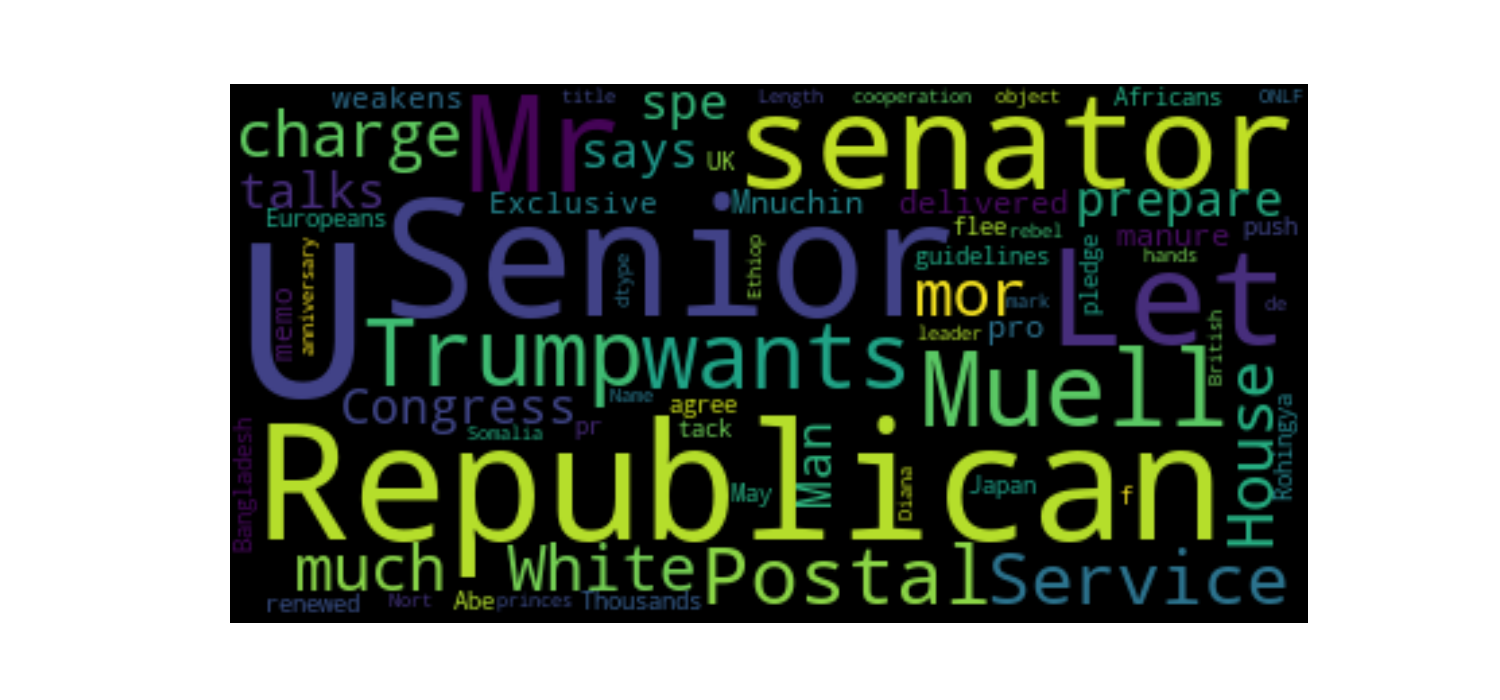 weakens
title
spe
Length
cooperation
object
Africans
ONLF
charge
Mr
says
UK
senator
talks
Exclusive
Mnuchin
delivered
prepare
Europeans
Senior
flee
rebel
manure
push
U
anniversary
memo
dtype
Ethiop
guidelines
pledge
hands
Let
mor
mark
de
Trump
wants
leader
pro
British
Muell
Congress
Name
agree
House
Rohingya
Somalia
pr
tack
Man
Bangladesh
Republican
May
Diana
Japan
f
much
White
Postal
Service
renewed
Nort
Abe
princes
Thousands